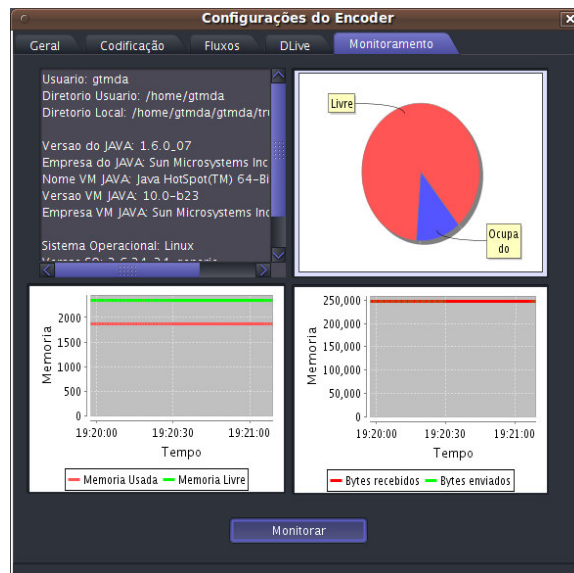 Configurações do Encoder
Geral Codificação Fluxos DLive Monitoramento
Usuario: gtmda
Diretorio Usuario: /home/gtmda
Diretorio Local: /home/gtmda/gtmda/tru
Versao do JAVA: 1.6.0_07
Empresa do JAVA: Sun Microsystems Inc
Nome VM JAVA: Java HotSpot(TM) 64-Bi
Versao VM JAVA: 10.0-b23
Empresa VM JAVA: Sun Microsystems Inc
Sistema Operacional: Linux
Livre
Ocupa
do
Memoria
2000
1500
1000
500
0
19:20:00 19:20:30 19:21:00
Tempo
Memoria Usada Memoria Livre
Memoria
250,000
200,000
150,000
100,000
50,000
0
19:20:00 19:20:30 19:21:00
Tempo
Bytes recebidos Bytes enviados
Monitorar